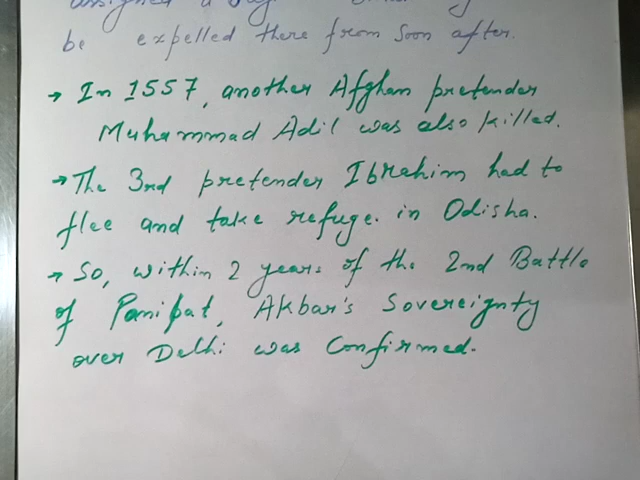 assigned a
be expelled there from soon after.
→ In 1557, another Afghan pretender
Muhammad Adil was also killed.
→ The 3rd pretender Ibrahim had to
flee and take refuge. in Odisha.
→ So, within 2 years of the 2nd Battle
of Panipat, Akbar's Sovereignty
over Delhi was Confirmed.